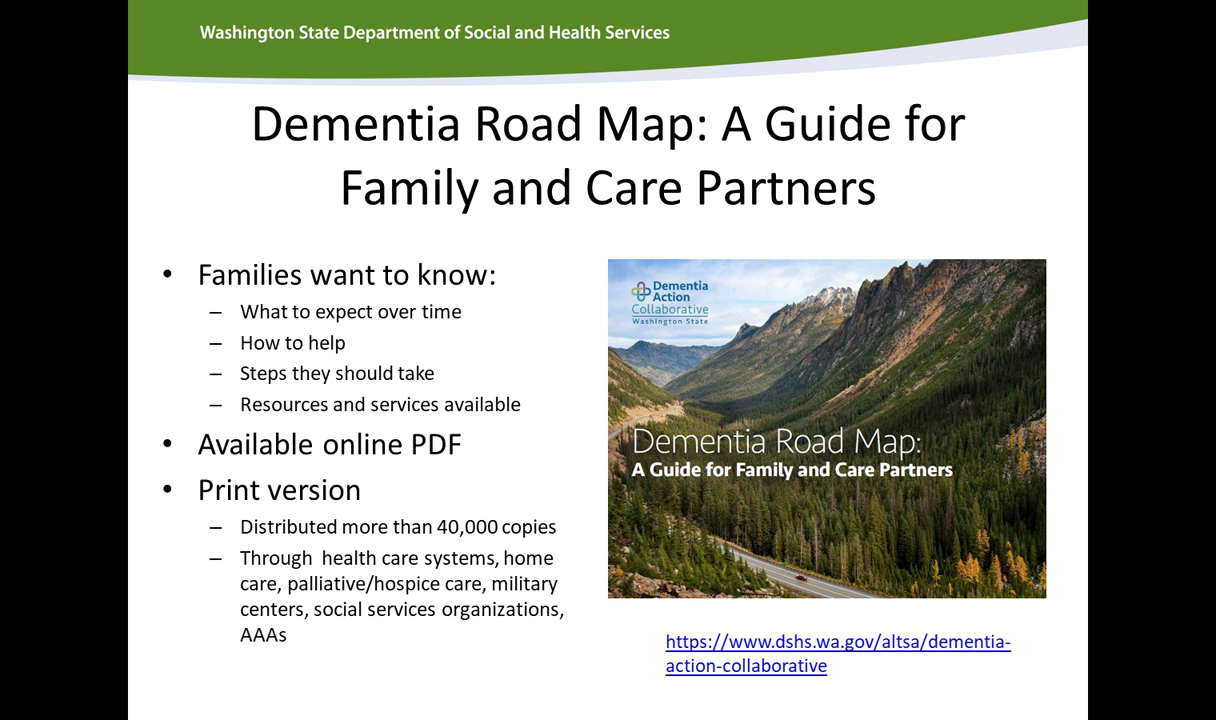 Washington State Department of Social and Health Services
Dementia Road Map: A Guide for
Family and Care Partners
• Families want to know:
– What to expect over time
– How to help
– Steps they should take
– Resources and services available
• Available online PDF
• Print version
– Distributed more than 40,000 copies
– Through health care systems, home
care, palliative/hospice care, military
centers, social services organizations,
AAAs
Dementia
Action
Collaborative
Washington State
Dementia Road Map:
A Guide for Family and Care Partners
https://www.dshs.wa.gov/altsa/dementia-
action-collaborative